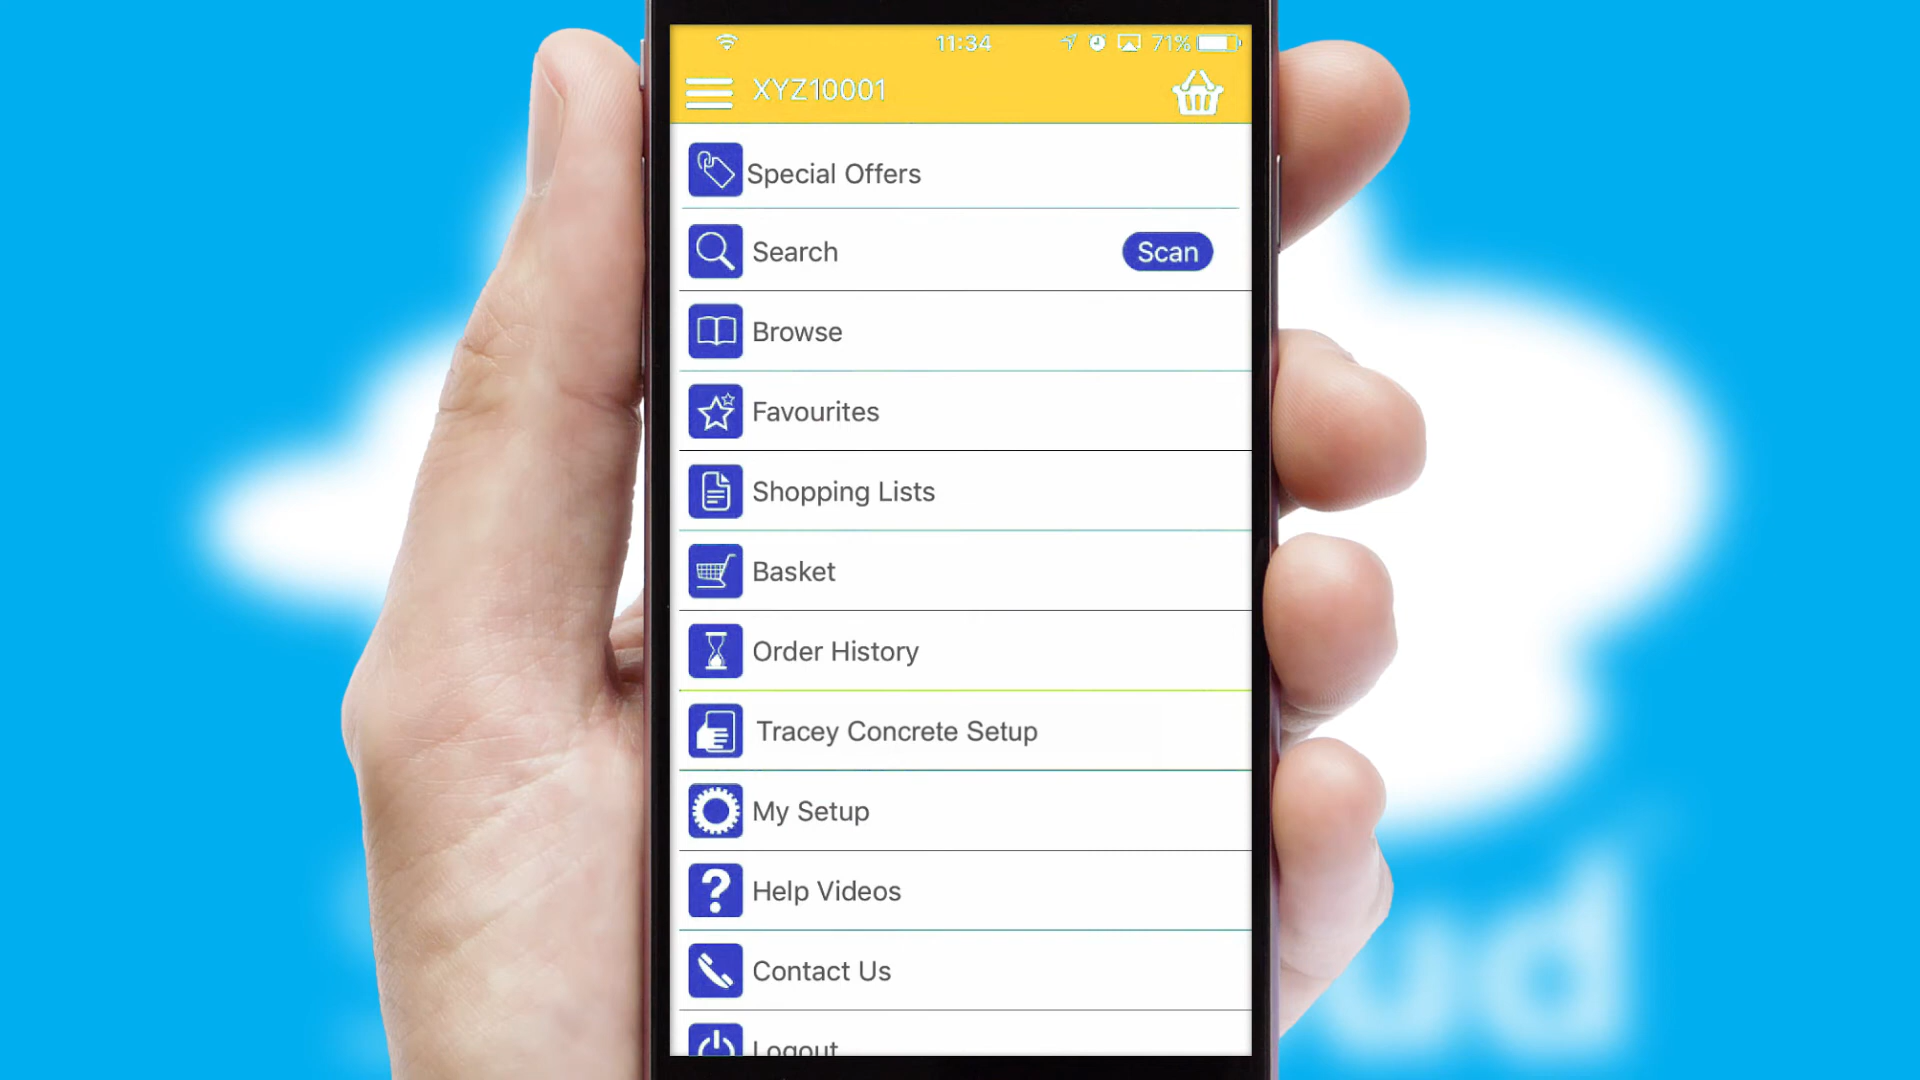 11:34
71%
XYZ10001
Special Offers
Search
Scan
Browse
Favourites
Shopping Lists
Basket
Order History
Tracey Concrete Setup
My Setup
Help Videos
Contact Us
Logout